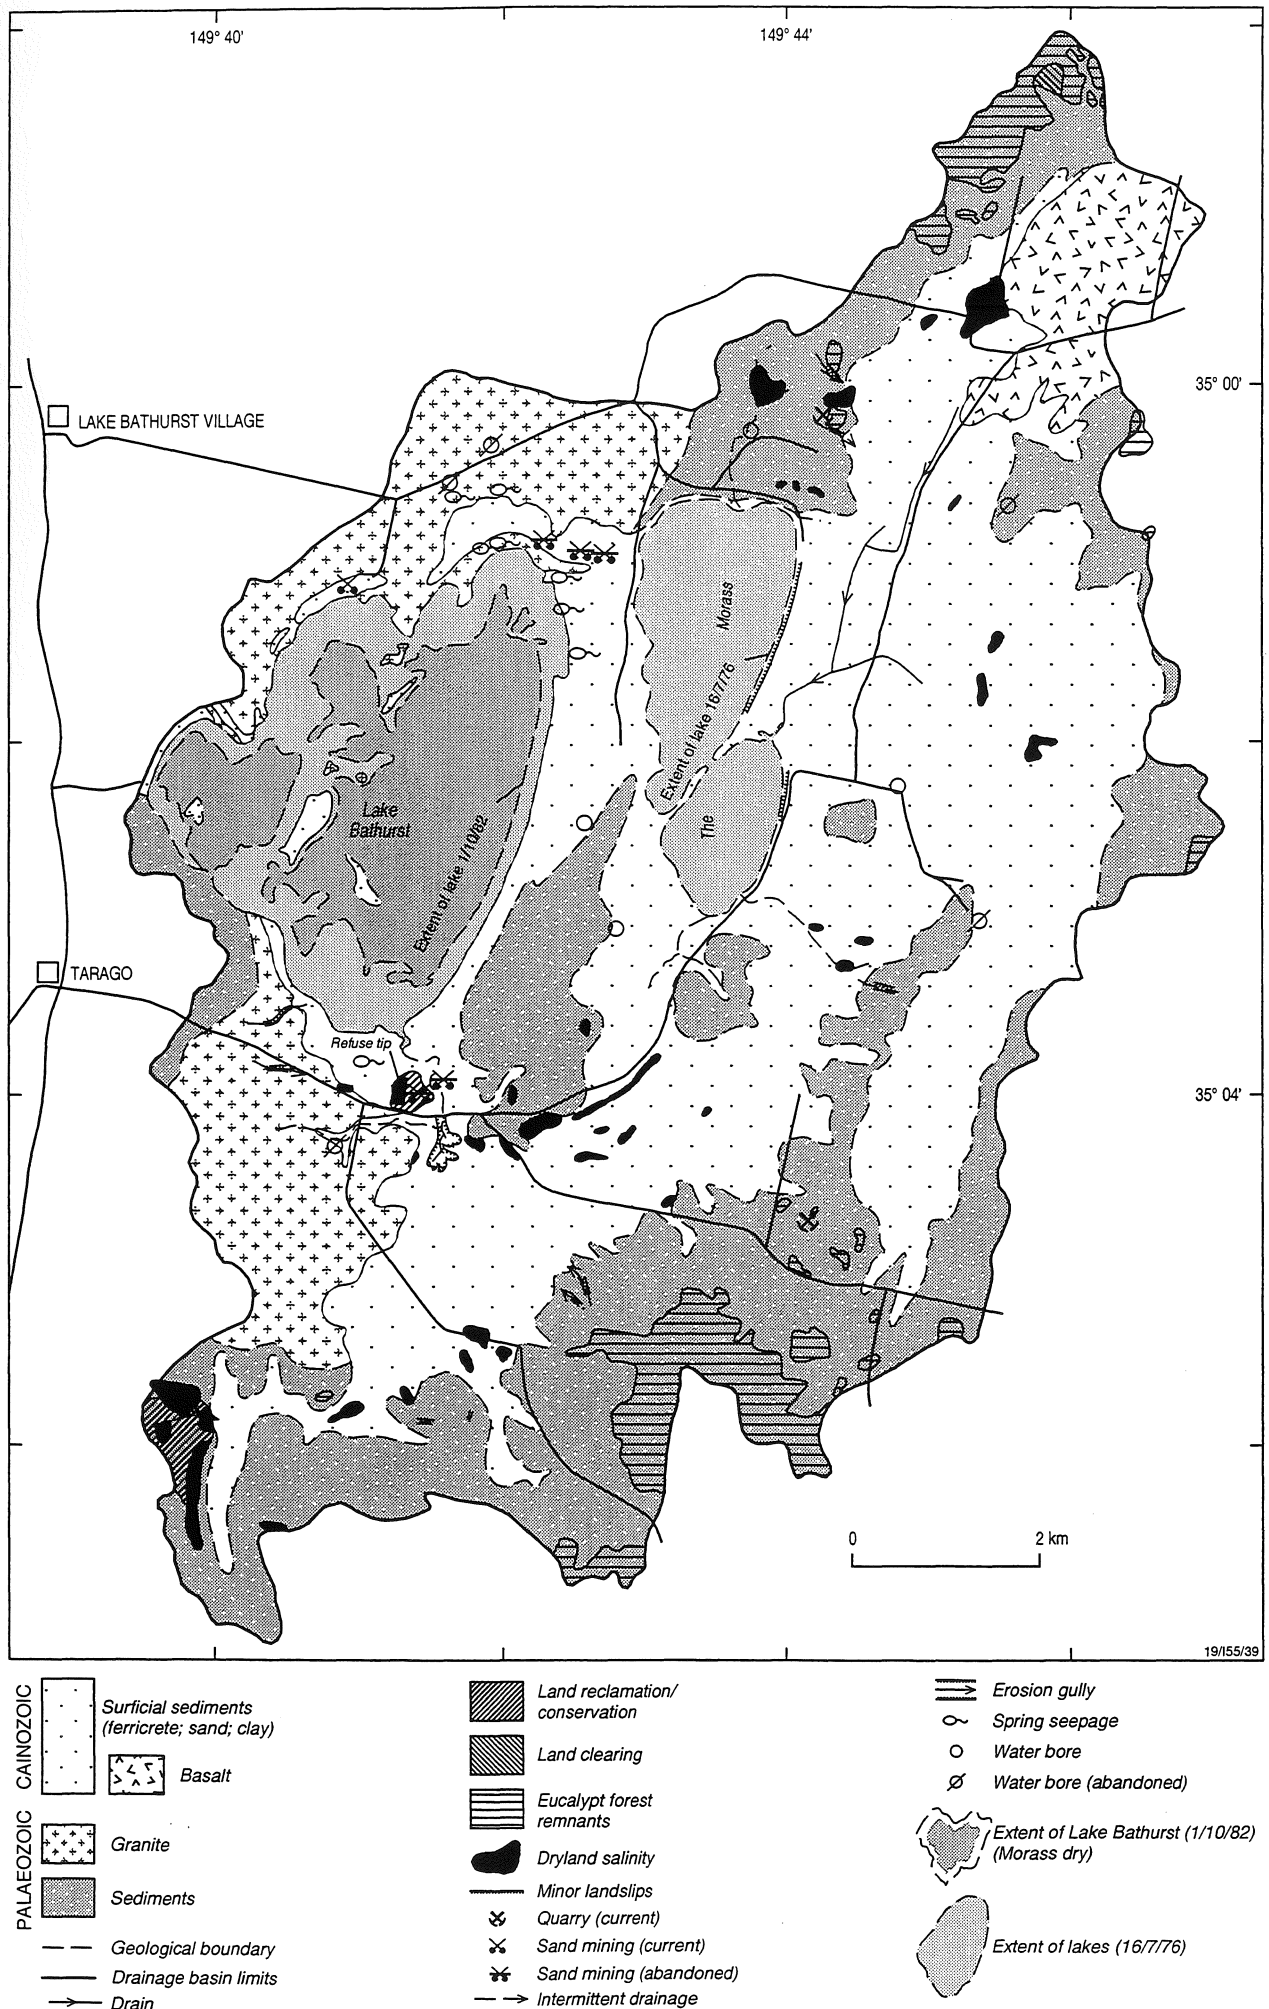 149° 40'
149° 44'
35° 00'
LAKE BATHURST VILLAGE
Morass
Extent of lake 16/7/76
The
Lake
Bathurst
Extent of lake 1/10/82
TARAGO
Refuse tip
35° 04'
0 2 km
19/I55/39
CAINOZOIC
Surficial sediments
(ferricrete; sand; clay)
Basalt
PALAEOZOIC
Granite
Sediments
Geological boundary
Drainage basin limits
Drain
Land reclamation/
conservation
Land clearing
Eucalypt forest
remnants
Dryland salinity
Minor landslips
Quarry (current)
Sand mining (current)
Sand mining (abandoned)
Intermittent drainage
Erosion gully
Spring seepage
Water bore
Water bore (abandoned)
Extent of Lake Bathurst (1/10/82)
(Morass dry)
Extent of lakes (16/7/76)